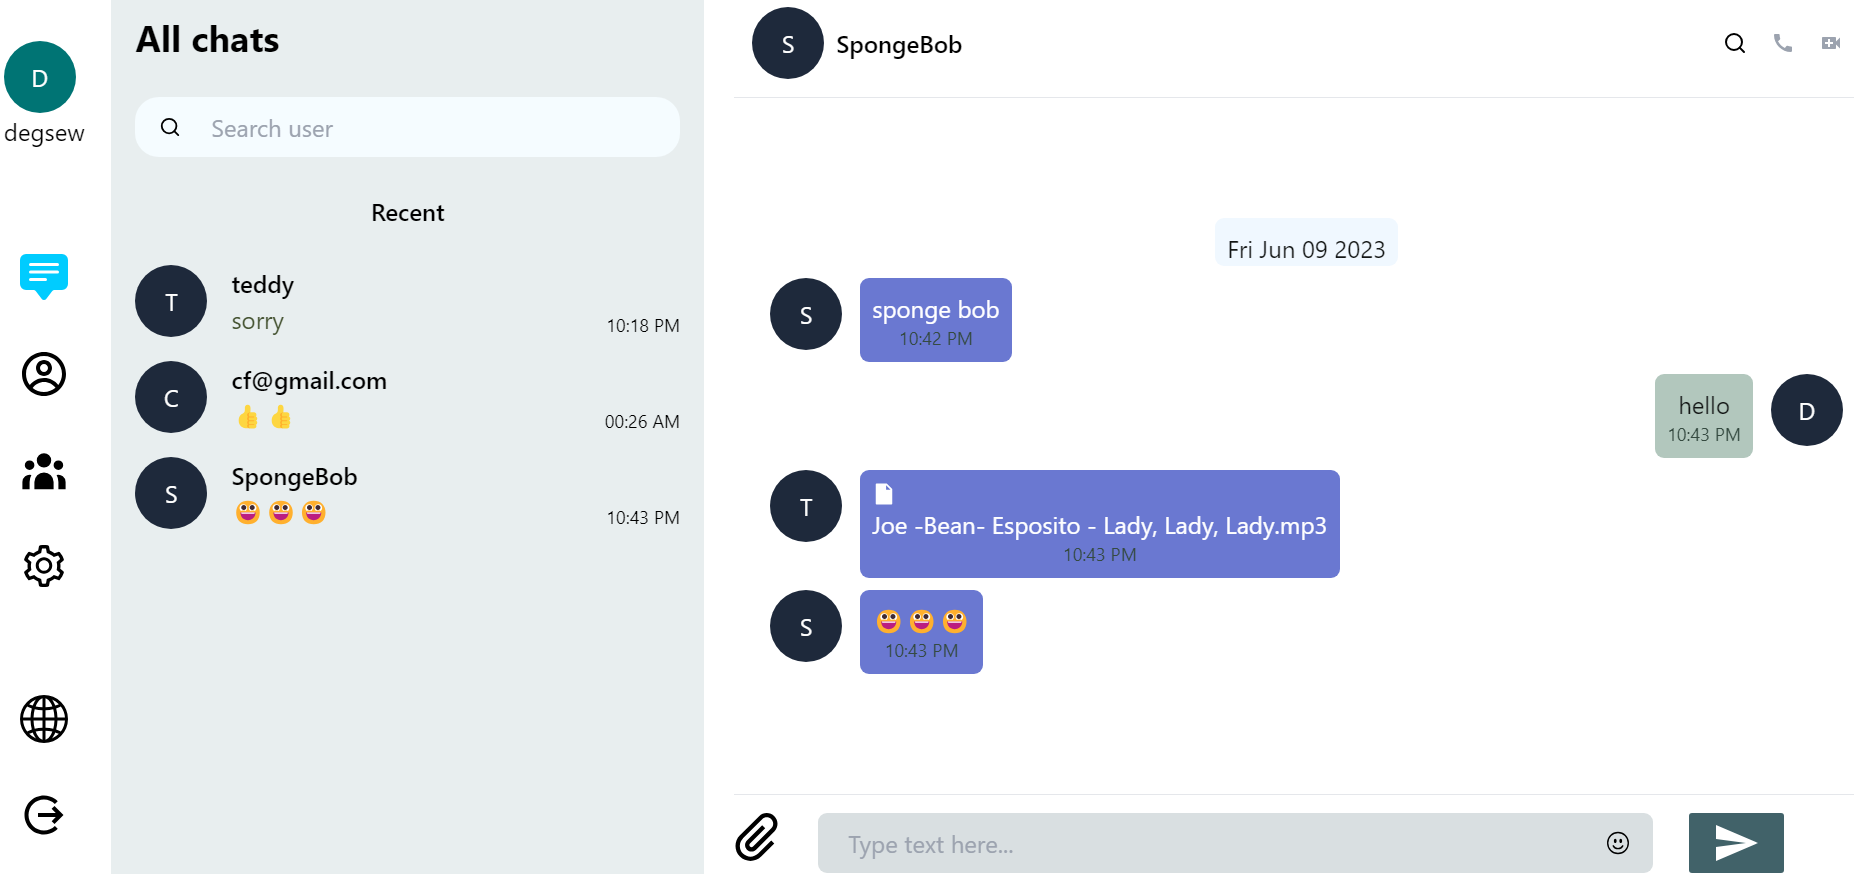 D
degsew
All chats
Search user
Recent
T
teddy
sorry
10:18 PM
C
cf@gmail.com
👍👍
00:26 AM
S
SpongeBob
😀😀😀
10:43 PM
S
SpongeBob
Fri Jun 09 2023
S
sponge bob
10:42 PM
hello
10:43 PM
D
T
Joe -Bean- Esposito - Lady, Lady, Lady.mp3
10:43 PM
S
😀😀😀
10:43 PM
Type text here...